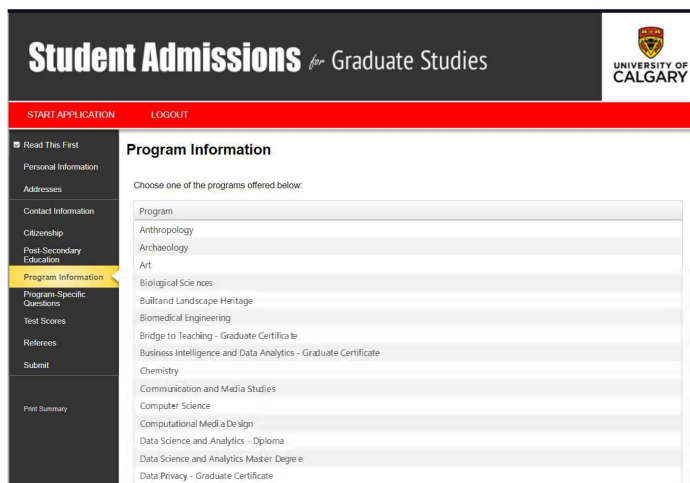 Student Admissions for Graduate Studies
UNIVERSITY OF
CALGARY
START APPLICATION
LOGOUT
Read This First
Personal Information
Addresses
Contact Information
Citizenship
Post-Secondary
Education
Program Information
Program-Specific
Questions
Test Scores
Referees
Submit
Print Summary
Program Information
Choose one of the programs offered below:
Program
Anthropology
Archaeology
Art
Biological Sciences
Builtand Landscape Heritage
Biomedical Engineering
Bridge to Teaching - Graduate Certificate
Business Intelligence and Data Analytics - Graduate Certificate
Chemistry
Communication and Media Studies
Computer Science
Computational Media Design
Data Science and Analytics - Diploma
Data Science and Analytics Master Degree
Data Privacy - Graduate Certificate